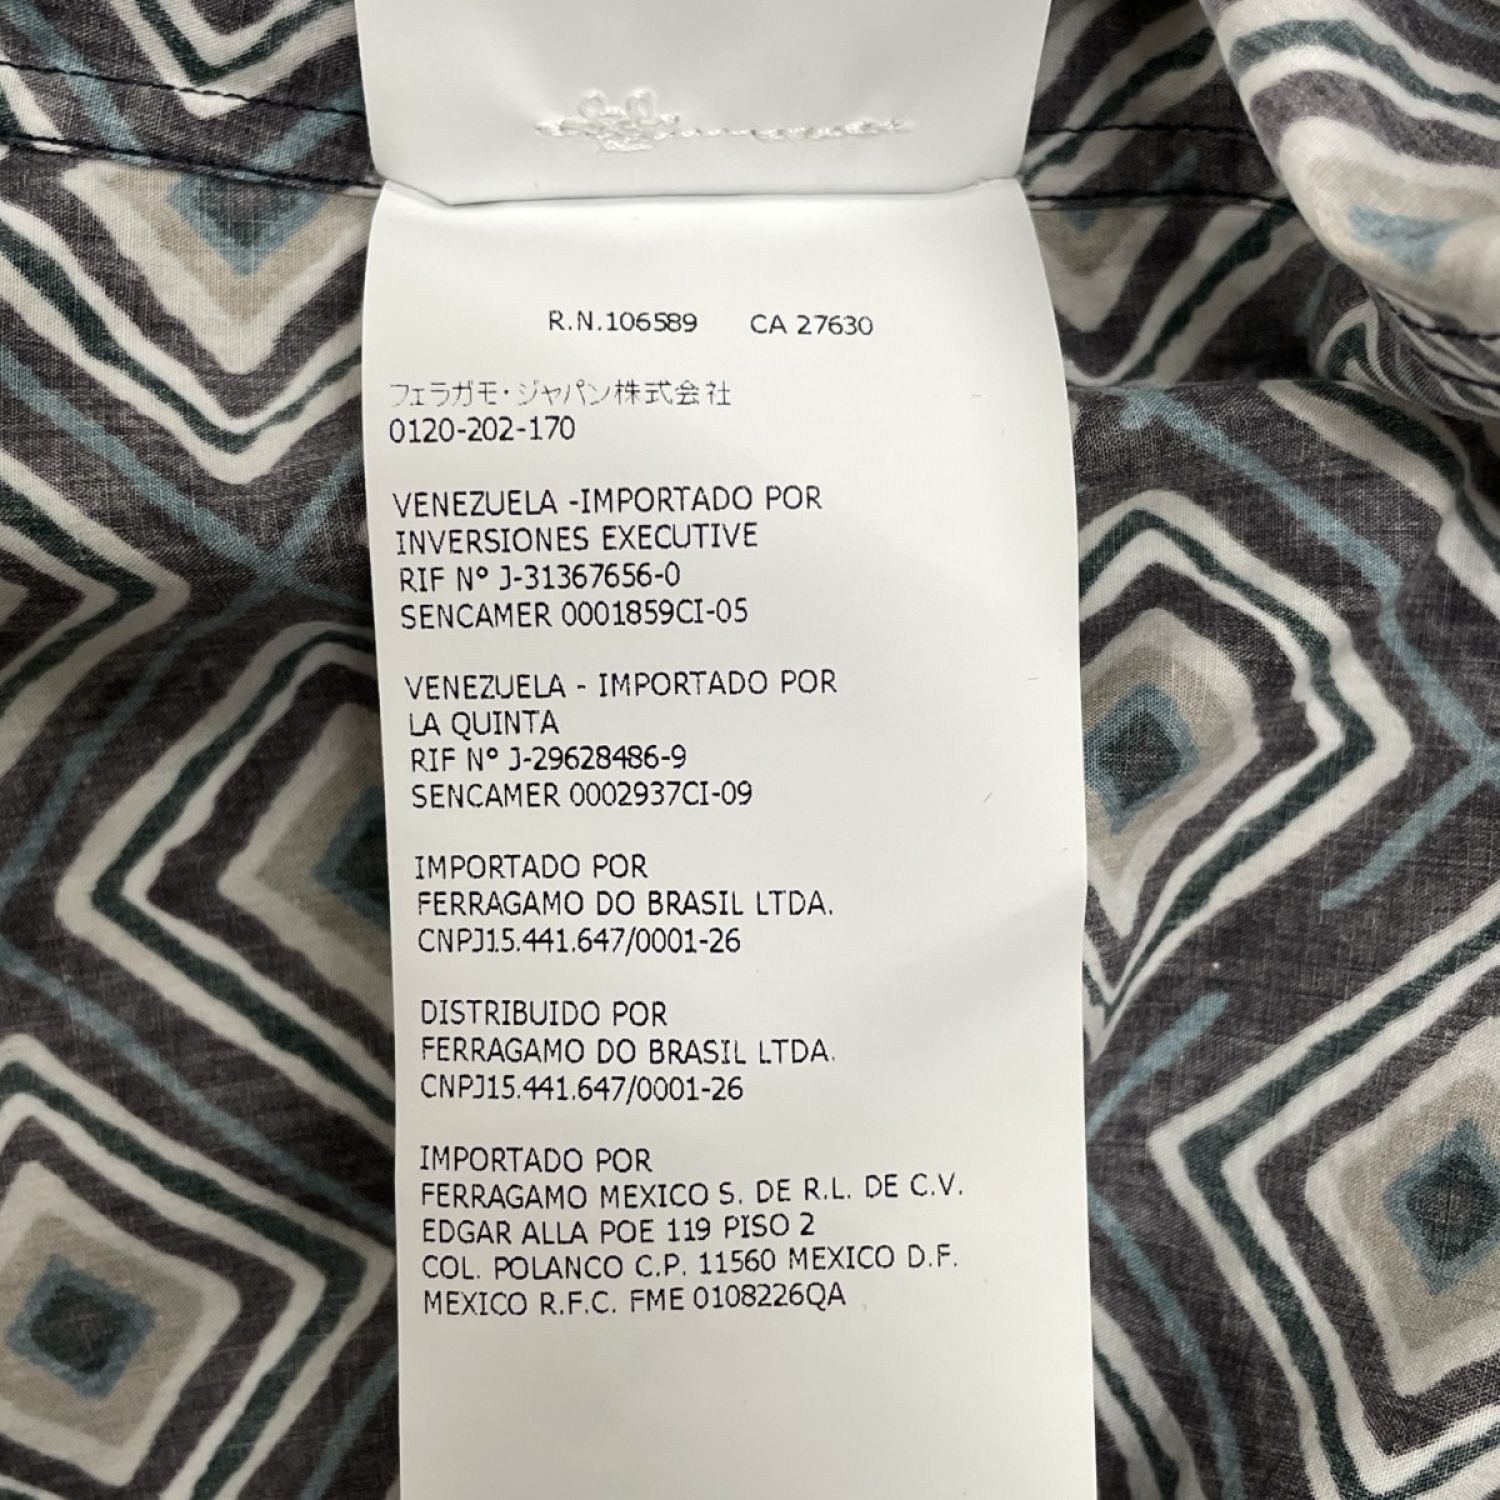 R.N.106589 CA 27630
フェラガモ・ジャパン株式会社
0120-202-170
VENEZUELA -IMPORTADO POR
INVERSIONES EXECUTIVE
RIF Nº J-31367656-0
SENCAMER 0001859CI-05
VENEZUELA - IMPORTADO POR
LA QUINTA
RIF Nº J-29628486-9
SENCAMER 0002937CI-09
IMPORTADO POR
FERRAGAMO DO BRASIL LTDA.
CNPJ15.441.647/0001-26
DISTRIBUIDO POR
FERRAGAMO DO BRASIL LTDA.
CNPJ15.441.647/0001-26
IMPORTADO POR
FERRAGAMO MEXICO S. DE R.L. DE C.V.
EDGAR ALLA POE 119 PISO 2
COL. POLANCO C.P. 11560 MEXICO D.F.
MEXICO R.F.C. FME 0108226QA